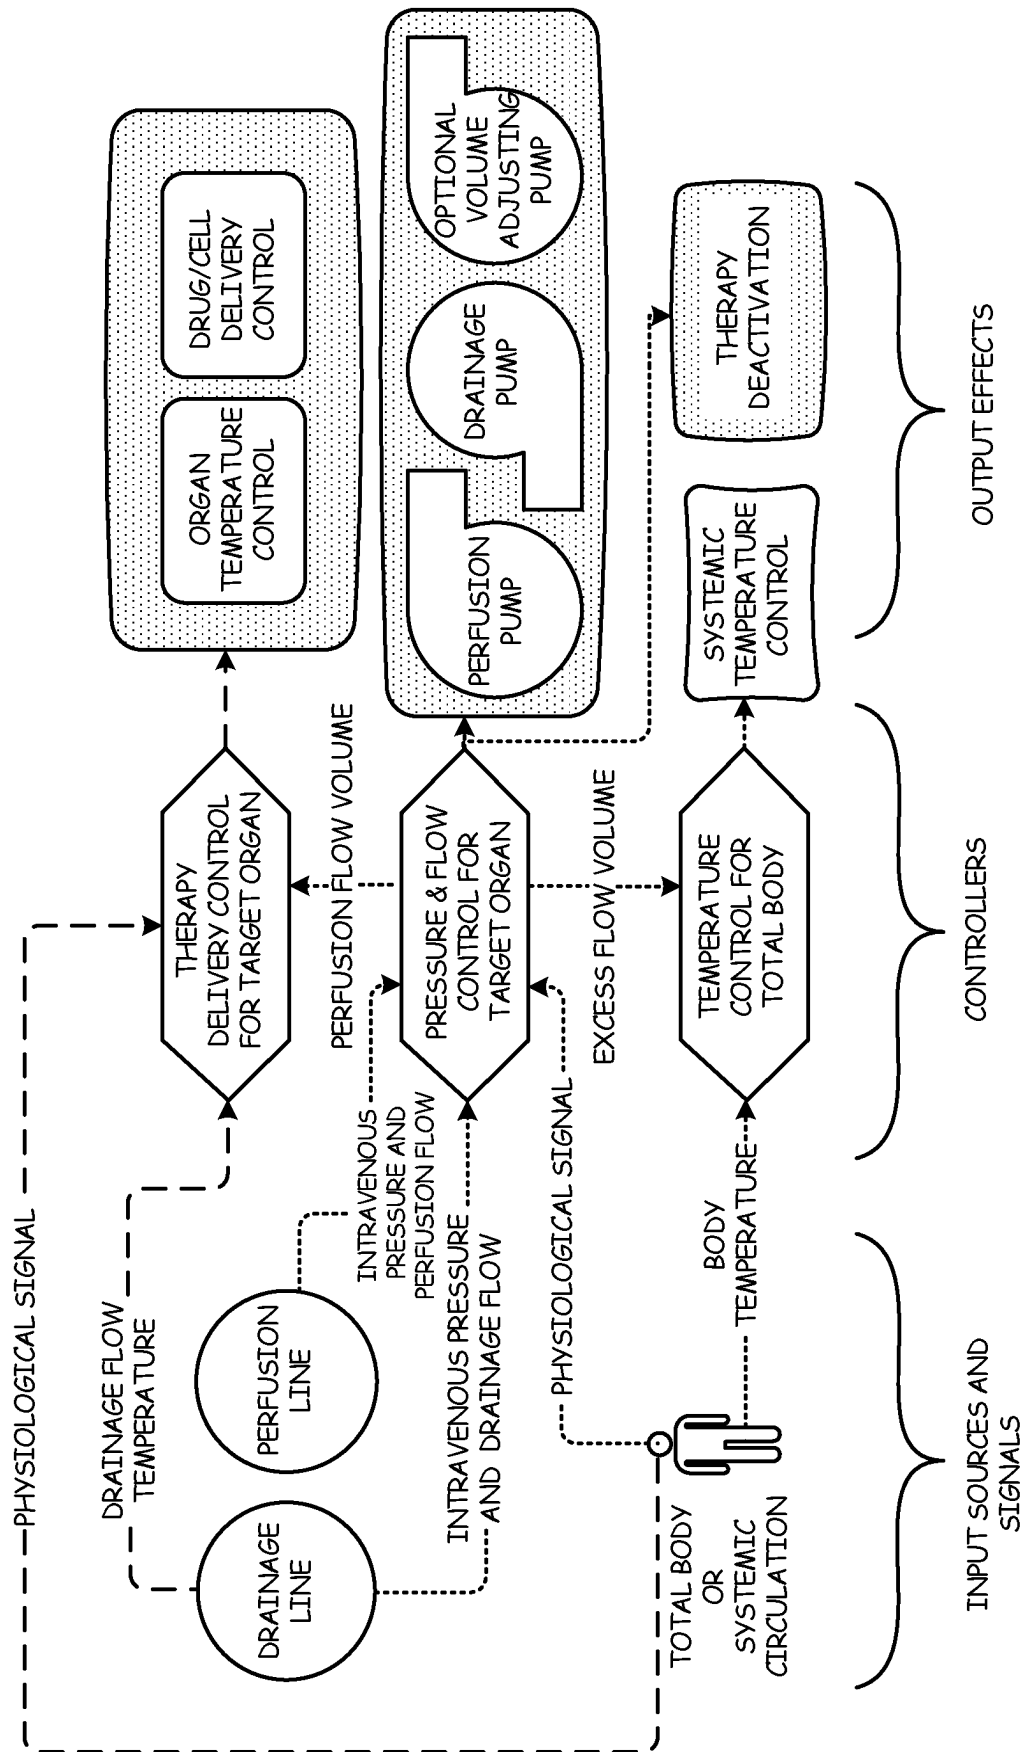 PHYSIOLOGICAL SIGNAL
DRAINAGE FLOW
TEMPERATURE
DRAINAGE
LINE
PERFUSION
LINE
INTRAVENOUS
PRESSURE AND
PERFUSION FLOW
INTRAVENOUS PRESSURE
AND DRAINAGE FLOW
PHYSIOLOGICAL SIGNAL
TOTAL BODY
OR
SYSTEMIC
CIRCULATION
BODY
TEMPERATURE
INPUT SOURCES AND
SIGNALS
THERAPY
DELIVERY CONTROL
FOR TARGET ORGAN
PERFUSION FLOW VOLUME
PRESSURE & FLOW
CONTROL FOR
TARGET ORGAN
EXCESS FLOW VOLUME
TEMPERATURE
CONTROL FOR
TOTAL BODY
CONTROLLERS
ORGAN
TEMPERATURE
CONTROL
DRUG/CELL
DELIVERY
CONTROL
PERFUSION
PUMP
DRAINAGE
PUMP
OPTIONAL
VOLUME
ADJUSTING
PUMP
SYSTEMIC
TEMPERATURE
CONTROL
THERAPY
DEACTIVATION
OUTPUT EFFECTS